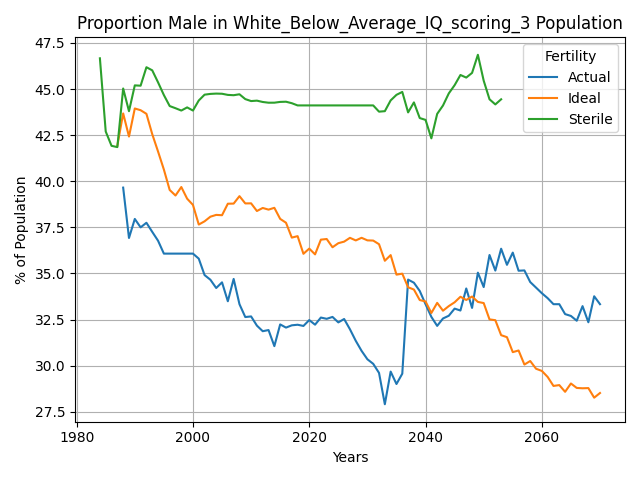 Proportion Male in White_Below_Average_IQ_scoring_3 Population
% of Population
47.5
45.0
42.5
40.0
37.5
35.0
32.5
30.0
27.5
Fertility
Actual
Ideal
Sterile
1980
2000
2020
2040
2060
Years